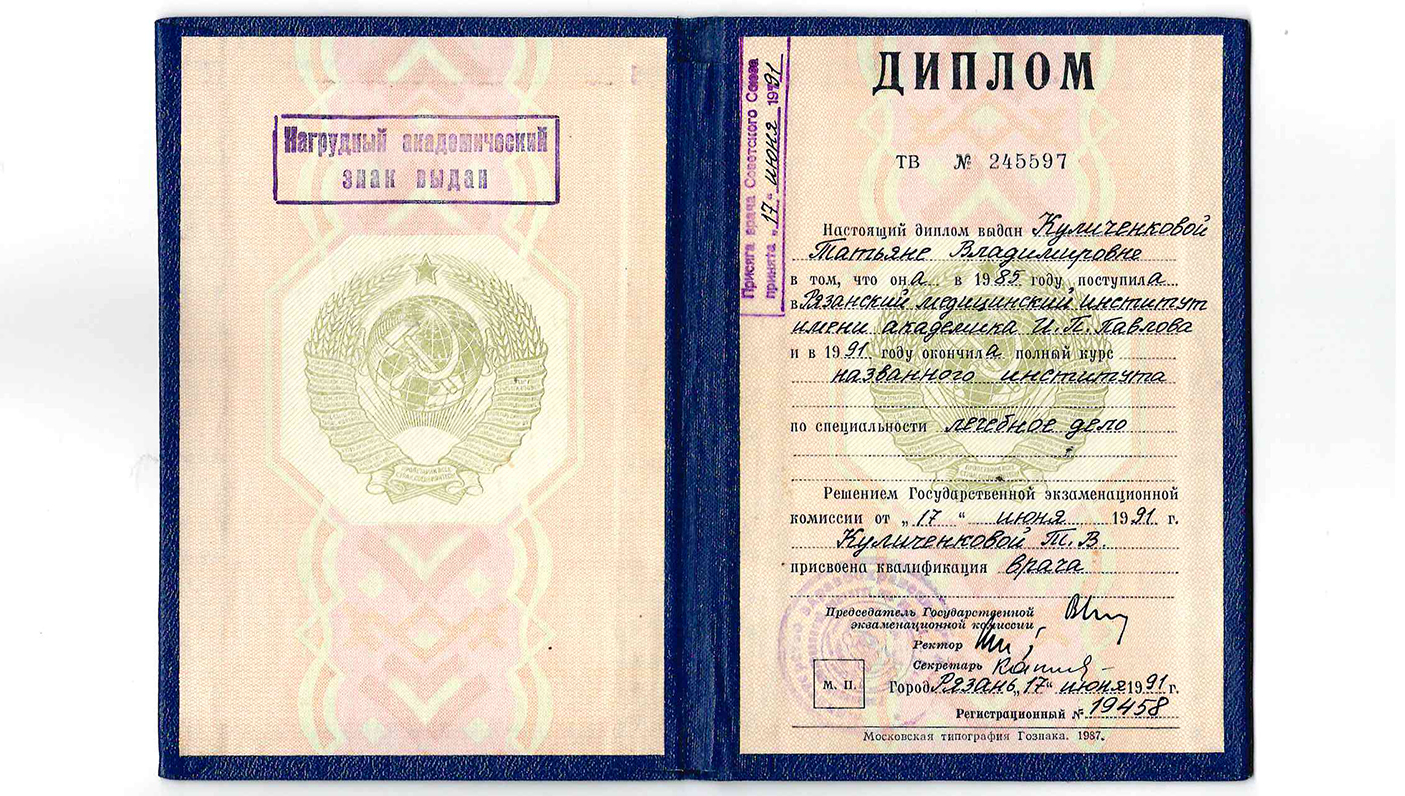 Нагрудный академический
знак выдан
Присяга врача Советского Союза
принята „17“ июня 1991
ДИПЛОМ
ТВ № 245597
Настоящий диплом выдан Куличенковой
Татьяне Владимировне
в том, что она в 1985 году поступила
в Рязанский медицинский институт
имени академика И. П. Павлова
и в 1991 году окончила полный курс
названного института
по специальности лечебное дело
Решением Государственной экзаменационной
комиссии от „17“ июня 1991 г.
Куличенковой Т. В.
присвоена квалификация врача
Председатель Государственной
экзаменационной комиссии
Ректор
Секретарь
М. П.
Город Рязань „17“ июня 1991 г.
Регистрационный № 19458
Московская типография Гознака. 1987.